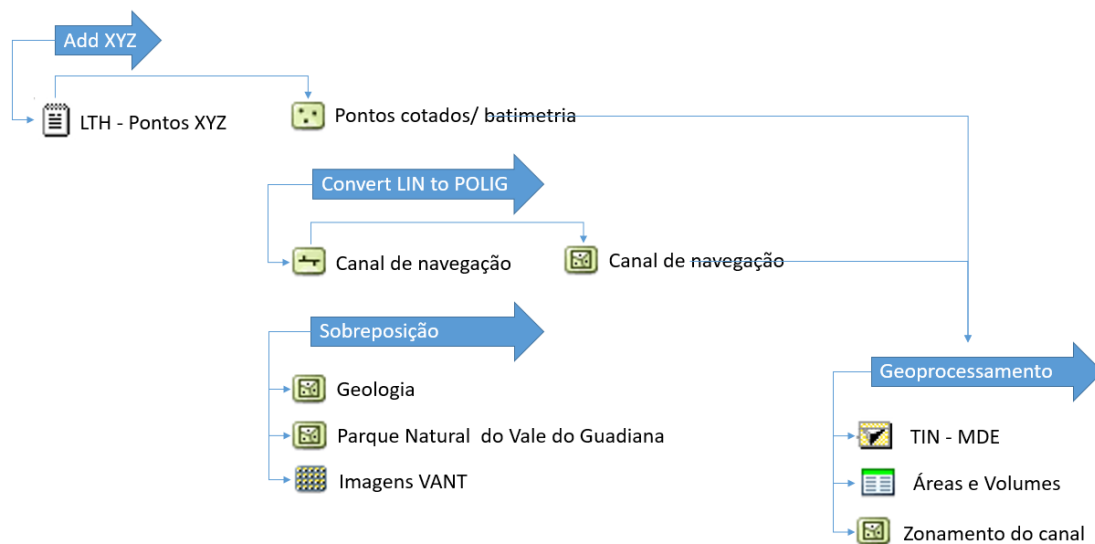 Add XYZ
LTH - Pontos XYZ
Pontos cotados/ batimetria
Convert LIN to POLIG
Canal de navegação
Canal de navegação
Sobreposição
Geologia
Parque Natural do Vale do Guadiana
Imagens VANT
Geoprocessamento
TIN - MDE
Áreas e Volumes
Zonamento do canal